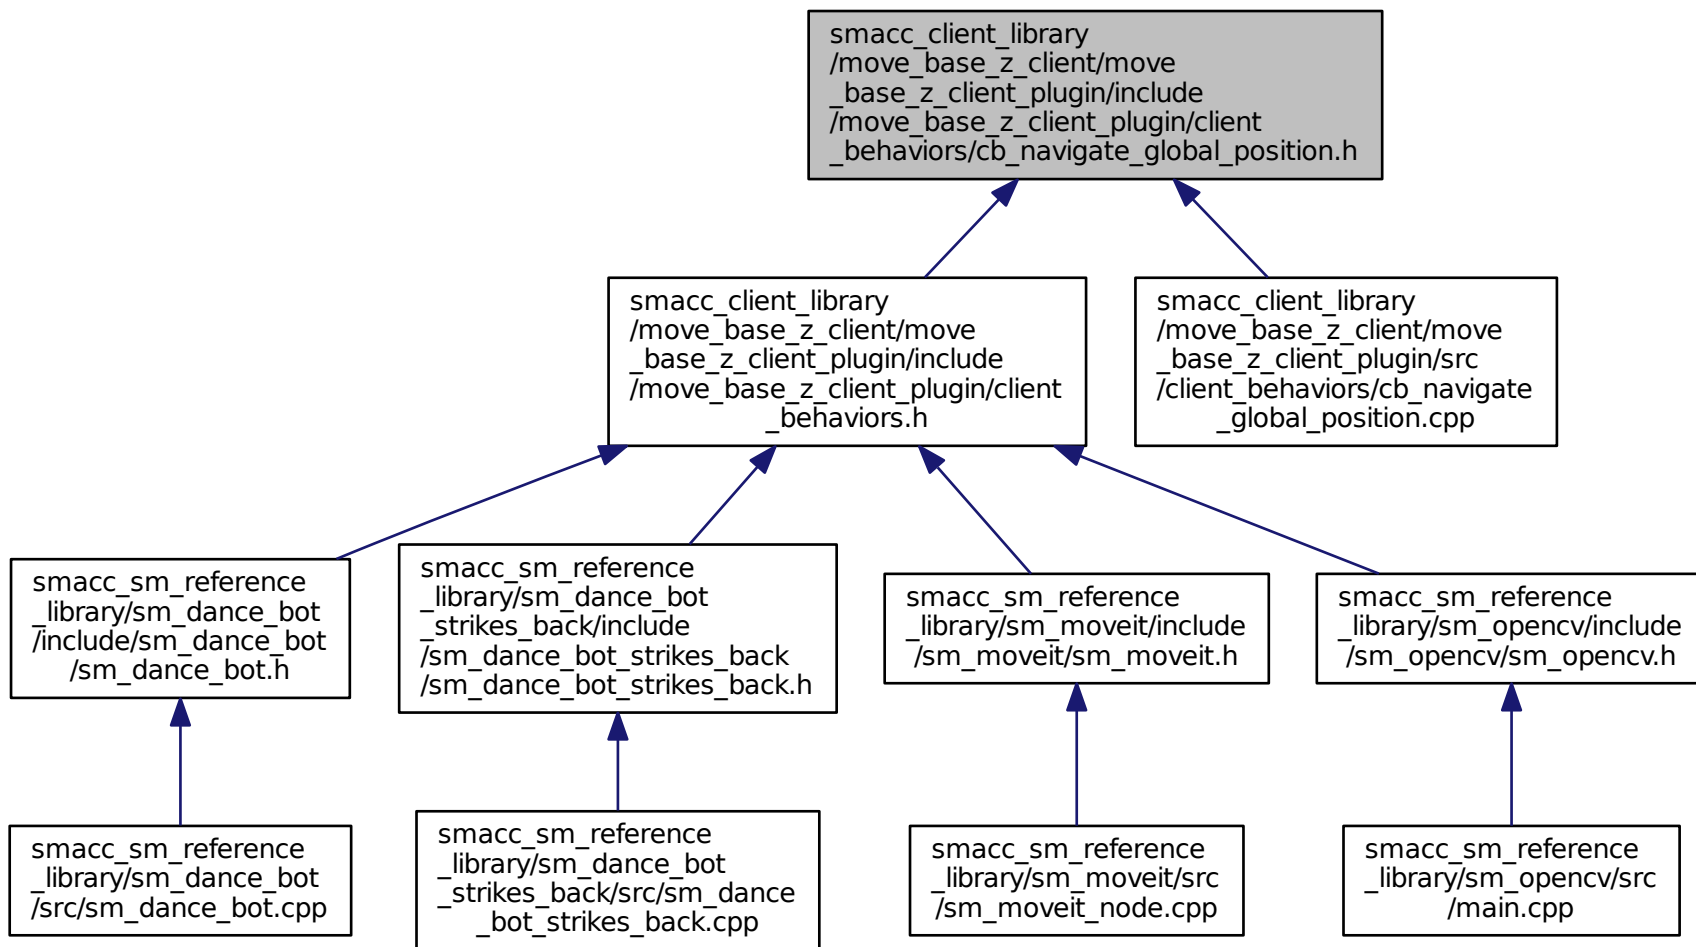 smacc_client_library
/move_base_z_client/move
_base_z_client_plugin/include
/move_base_z_client_plugin/client
_behaviors/cb_navigate_global_position.h
smacc_client_library
/move_base_z_client/move
_base_z_client_plugin/include
/move_base_z_client_plugin/client
_behaviors.h
smacc_client_library
/move_base_z_client/move
_base_z_client_plugin/src
/client_behaviors/cb_navigate
_global_position.cpp
smacc_sm_reference
_library/sm_dance_bot
/include/sm_dance_bot
/sm_dance_bot.h
smacc_sm_reference
_library/sm_dance_bot
_strikes_back/include
/sm_dance_bot_strikes_back
/sm_dance_bot_strikes_back.h
smacc_sm_reference
_library/sm_moveit/include
/sm_moveit/sm_moveit.h
smacc_sm_reference
_library/sm_opencv/include
/sm_opencv/sm_opencv.h
smacc_sm_reference
_library/sm_dance_bot
/src/sm_dance_bot.cpp
smacc_sm_reference
_library/sm_dance_bot
_strikes_back/src/sm_dance
_bot_strikes_back.cpp
smacc_sm_reference
_library/sm_moveit/src
/sm_moveit_node.cpp
smacc_sm_reference
_library/sm_opencv/src
/main.cpp